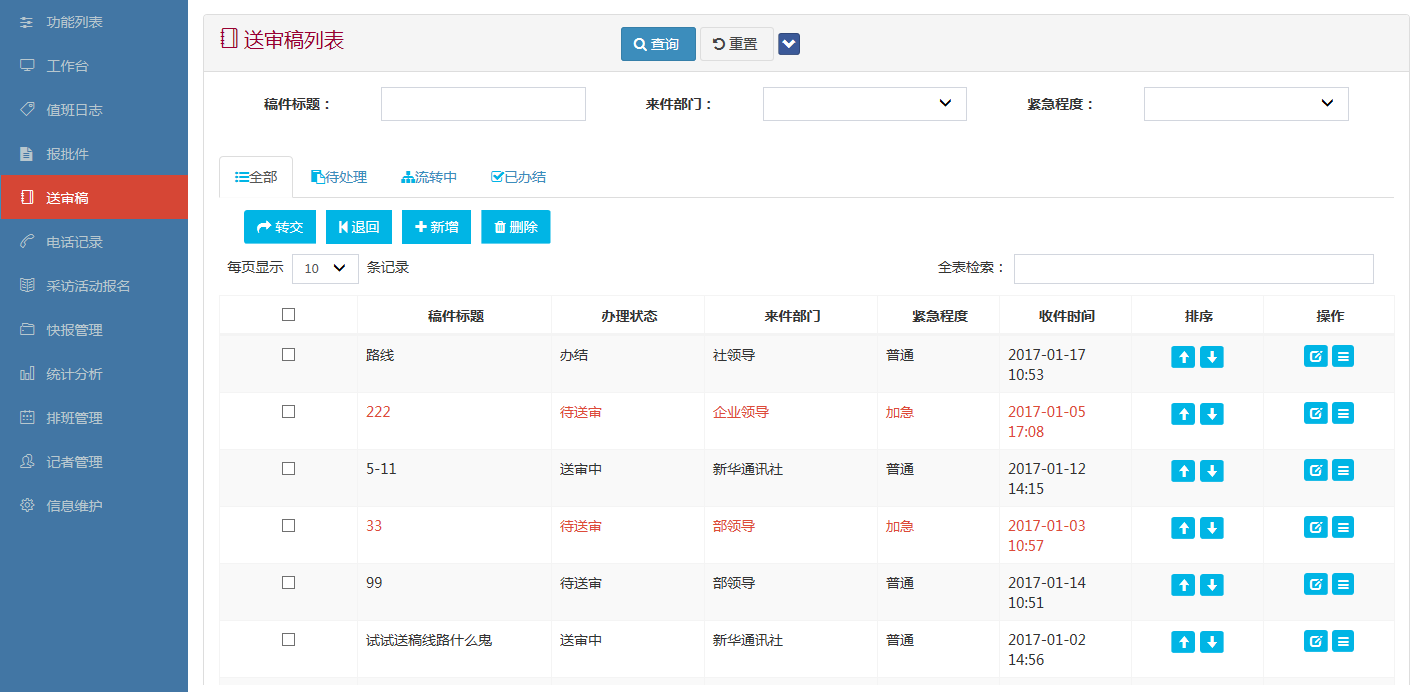 功能列表
工作台
值班日志
报批件
送审稿
电话记录
采访活动报名
快报管理
统计分析
排班管理
记者管理
信息维护
送审稿列表 查询 重置
稿件标题： 来件部门： 紧急程度：
全部 待处理 流转中 已办结
转交 退回 新增 删除
每页显示 10 条记录 全表检索：
稿件标题 办理状态 来件部门 紧急程度 收件时间 排序 操作
路线 办结 社领导 普通 2017-01-17
10:53
222 待送审 企业领导 加急 2017-01-05
17:08
5-11 送审中 新华通讯社 普通 2017-01-12
14:15
33 待送审 部领导 加急 2017-01-03
10:57
99 待送审 部领导 普通 2017-01-14
10:51
试试送稿线路什么鬼 送审中 新华通讯社 普通 2017-01-02
14:56